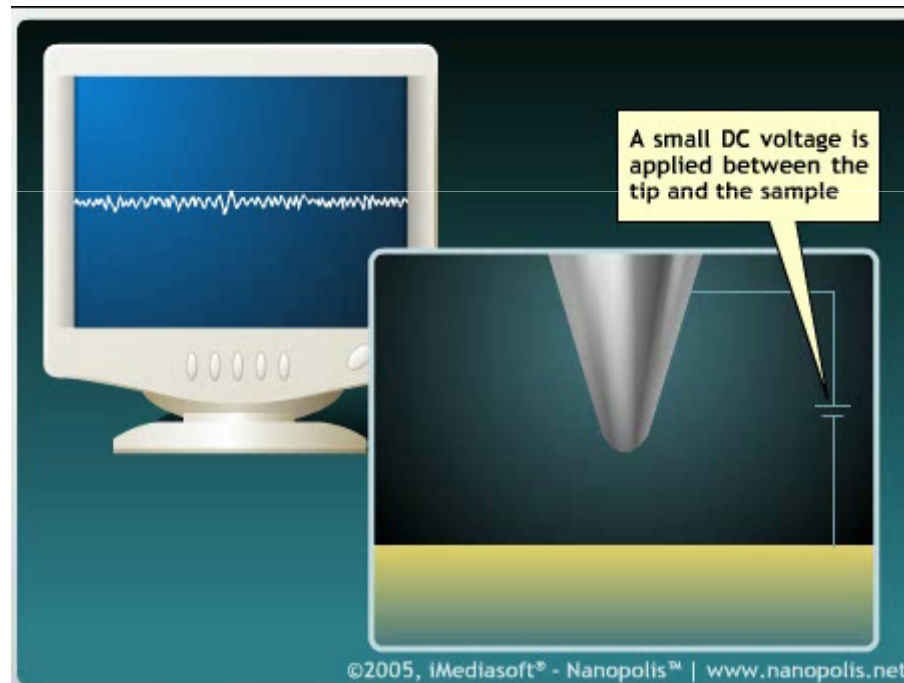 A small DC voltage is
applied between the
tip and the sample
©2005, iMediasoft® - Nanopolis™ | www.nanopolis.net